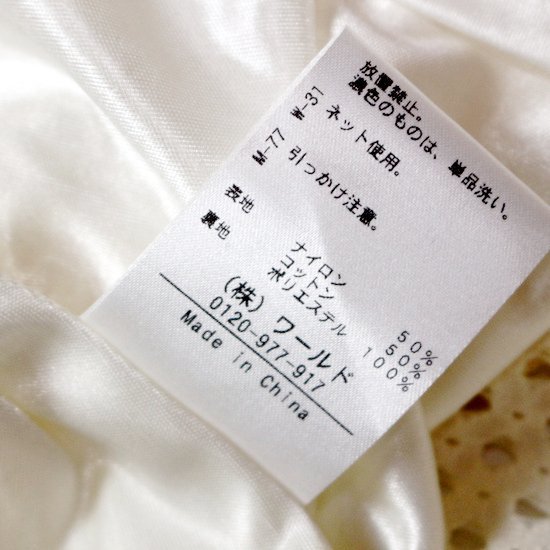 放置禁止。
濃色のものは、単品洗い。
W-31 ネット使用。
M-77 引っかけ注意。
表地 ナイロン 50%
コットン 50%
裏地 ポリエステル 100%
(株) ワールド
0120-977-917
Made in China